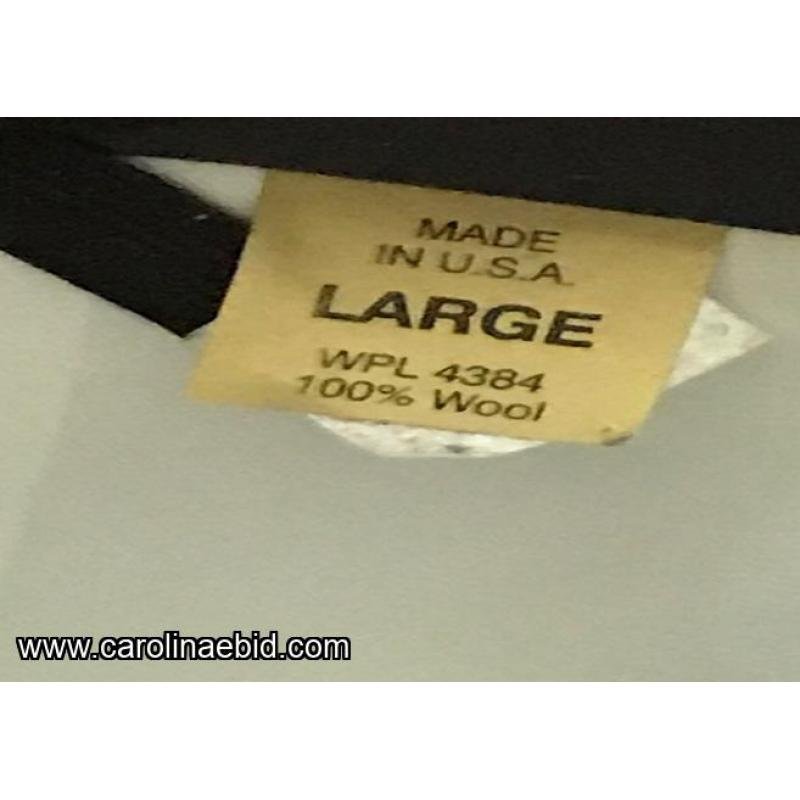 MADE
IN U.S.A.
LARGE
WPL 4384
100% Wool
www.carolinaebid.com